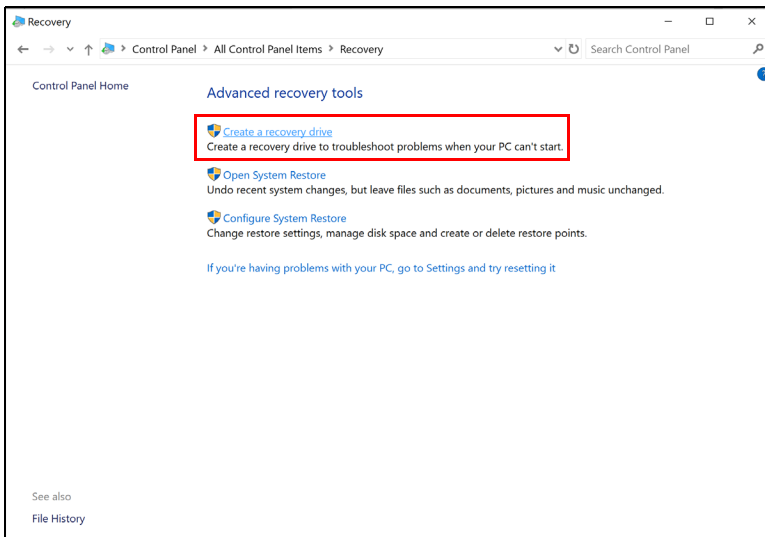 Recovery
Control Panel > All Control Panel Items > Recovery
Search Control Panel
?
Control Panel Home
Advanced recovery tools
Create a recovery drive
Create a recovery drive to troubleshoot problems when your PC can't start.
Open System Restore
Undo recent system changes, but leave files such as documents, pictures and music unchanged.
Configure System Restore
Change restore settings, manage disk space and create or delete restore points.
If you're having problems with your PC, go to Settings and try resetting it
See also
File History